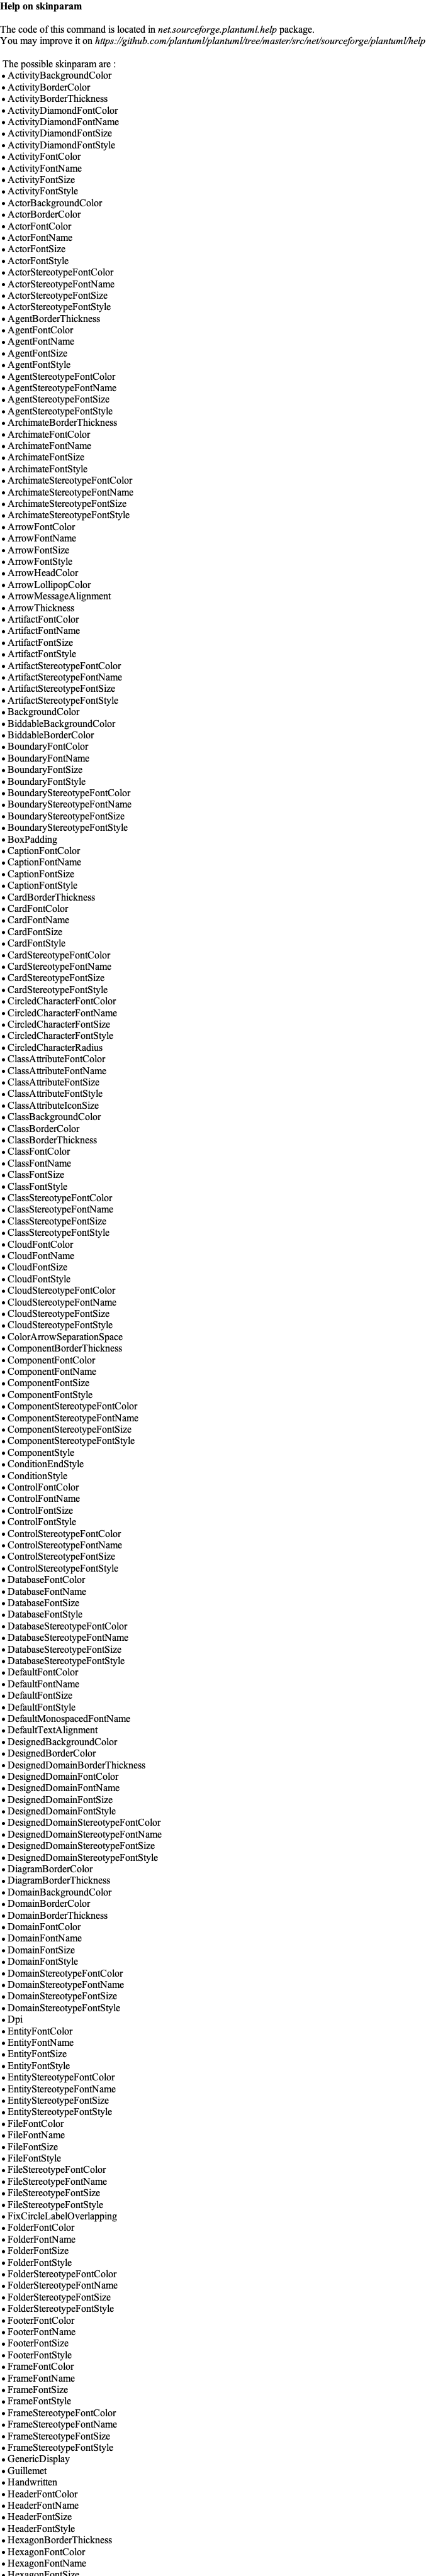 Help on skinparam
The code of this command is located in net.sourceforge.plantuml.help package.
You may improve it on https://github.com/plantuml/plantuml/tree/master/src/net/sourceforge/plantuml/help
The possible skinparam are :
• ActivityBackgroundColor
• ActivityBorderColor
• ActivityBorderThickness
• ActivityDiamondFontColor
• ActivityDiamondFontName
• ActivityDiamondFontSize
• ActivityDiamondFontStyle
• ActivityFontColor
• ActivityFontName
• ActivityFontSize
• ActivityFontStyle
• ActorBackgroundColor
• ActorBorderColor
• ActorFontColor
• ActorFontName
• ActorFontSize
• ActorFontStyle
• ActorStereotypeFontColor
• ActorStereotypeFontName
• ActorStereotypeFontSize
• ActorStereotypeFontStyle
• AgentBorderThickness
• AgentFontColor
• AgentFontName
• AgentFontSize
• AgentFontStyle
• AgentStereotypeFontColor
• AgentStereotypeFontName
• AgentStereotypeFontSize
• AgentStereotypeFontStyle
• ArchimateBorderThickness
• ArchimateFontColor
• ArchimateFontName
• ArchimateFontSize
• ArchimateFontStyle
• ArchimateStereotypeFontColor
• ArchimateStereotypeFontName
• ArchimateStereotypeFontSize
• ArchimateStereotypeFontStyle
• ArrowFontColor
• ArrowFontName
• ArrowFontSize
• ArrowFontStyle
• ArrowHeadColor
• ArrowLollipopColor
• ArrowMessageAlignment
• ArrowThickness
• ArtifactFontColor
• ArtifactFontName
• ArtifactFontSize
• ArtifactFontStyle
• ArtifactStereotypeFontColor
• ArtifactStereotypeFontName
• ArtifactStereotypeFontSize
• ArtifactStereotypeFontStyle
• BackgroundColor
• BiddableBackgroundColor
• BiddableBorderColor
• BoundaryFontColor
• BoundaryFontName
• BoundaryFontSize
• BoundaryFontStyle
• BoundaryStereotypeFontColor
• BoundaryStereotypeFontName
• BoundaryStereotypeFontSize
• BoundaryStereotypeFontStyle
• BoxPadding
• CaptionFontColor
• CaptionFontName
• CaptionFontSize
• CaptionFontStyle
• CardBorderThickness
• CardFontColor
• CardFontName
• CardFontSize
• CardFontStyle
• CardStereotypeFontColor
• CardStereotypeFontName
• CardStereotypeFontSize
• CardStereotypeFontStyle
• CircledCharacterFontColor
• CircledCharacterFontName
• CircledCharacterFontSize
• CircledCharacterFontStyle
• CircledCharacterRadius
• ClassAttributeFontColor
• ClassAttributeFontName
• ClassAttributeFontSize
• ClassAttributeFontStyle
• ClassAttributeIconSize
• ClassBackgroundColor
• ClassBorderColor
• ClassBorderThickness
• ClassFontColor
• ClassFontName
• ClassFontSize
• ClassFontStyle
• ClassStereotypeFontColor
• ClassStereotypeFontName
• ClassStereotypeFontSize
• ClassStereotypeFontStyle
• CloudFontColor
• CloudFontName
• CloudFontSize
• CloudFontStyle
• CloudStereotypeFontColor
• CloudStereotypeFontName
• CloudStereotypeFontSize
• CloudStereotypeFontStyle
• ColorArrowSeparationSpace
• ComponentBorderThickness
• ComponentFontColor
• ComponentFontName
• ComponentFontSize
• ComponentFontStyle
• ComponentStereotypeFontColor
• ComponentStereotypeFontName
• ComponentStereotypeFontSize
• ComponentStereotypeFontStyle
• ComponentStyle
• ConditionEndStyle
• ConditionStyle
• ControlFontColor
• ControlFontName
• ControlFontSize
• ControlFontStyle
• ControlStereotypeFontColor
• ControlStereotypeFontName
• ControlStereotypeFontSize
• ControlStereotypeFontStyle
• DatabaseFontColor
• DatabaseFontName
• DatabaseFontSize
• DatabaseFontStyle
• DatabaseStereotypeFontColor
• DatabaseStereotypeFontName
• DatabaseStereotypeFontSize
• DatabaseStereotypeFontStyle
• DefaultFontColor
• DefaultFontName
• DefaultFontSize
• DefaultFontStyle
• DefaultMonospacedFontName
• DefaultTextAlignment
• DesignedBackgroundColor
• DesignedBorderColor
• DesignedDomainBorderThickness
• DesignedDomainFontColor
• DesignedDomainFontName
• DesignedDomainFontSize
• DesignedDomainFontStyle
• DesignedDomainStereotypeFontColor
• DesignedDomainStereotypeFontName
• DesignedDomainStereotypeFontSize
• DesignedDomainStereotypeFontStyle
• DiagramBorderColor
• DiagramBorderThickness
• DomainBackgroundColor
• DomainBorderColor
• DomainBorderThickness
• DomainFontColor
• DomainFontName
• DomainFontSize
• DomainFontStyle
• DomainStereotypeFontColor
• DomainStereotypeFontName
• DomainStereotypeFontSize
• DomainStereotypeFontStyle
• Dpi
• EntityFontColor
• EntityFontName
• EntityFontSize
• EntityFontStyle
• EntityStereotypeFontColor
• EntityStereotypeFontName
• EntityStereotypeFontSize
• EntityStereotypeFontStyle
• FileFontColor
• FileFontName
• FileFontSize
• FileFontStyle
• FileStereotypeFontColor
• FileStereotypeFontName
• FileStereotypeFontSize
• FileStereotypeFontStyle
• FixCircleLabelOverlapping
• FolderFontColor
• FolderFontName
• FolderFontSize
• FolderFontStyle
• FolderStereotypeFontColor
• FolderStereotypeFontName
• FolderStereotypeFontSize
• FolderStereotypeFontStyle
• FooterFontColor
• FooterFontName
• FooterFontSize
• FooterFontStyle
• FrameFontColor
• FrameFontName
• FrameFontSize
• FrameFontStyle
• FrameStereotypeFontColor
• FrameStereotypeFontName
• FrameStereotypeFontSize
• FrameStereotypeFontStyle
• GenericDisplay
• Guillemet
• Handwritten
• HeaderFontColor
• HeaderFontName
• HeaderFontSize
• HeaderFontStyle
• HexagonBorderThickness
• HexagonFontColor
• HexagonFontName
• HexagonFontSize